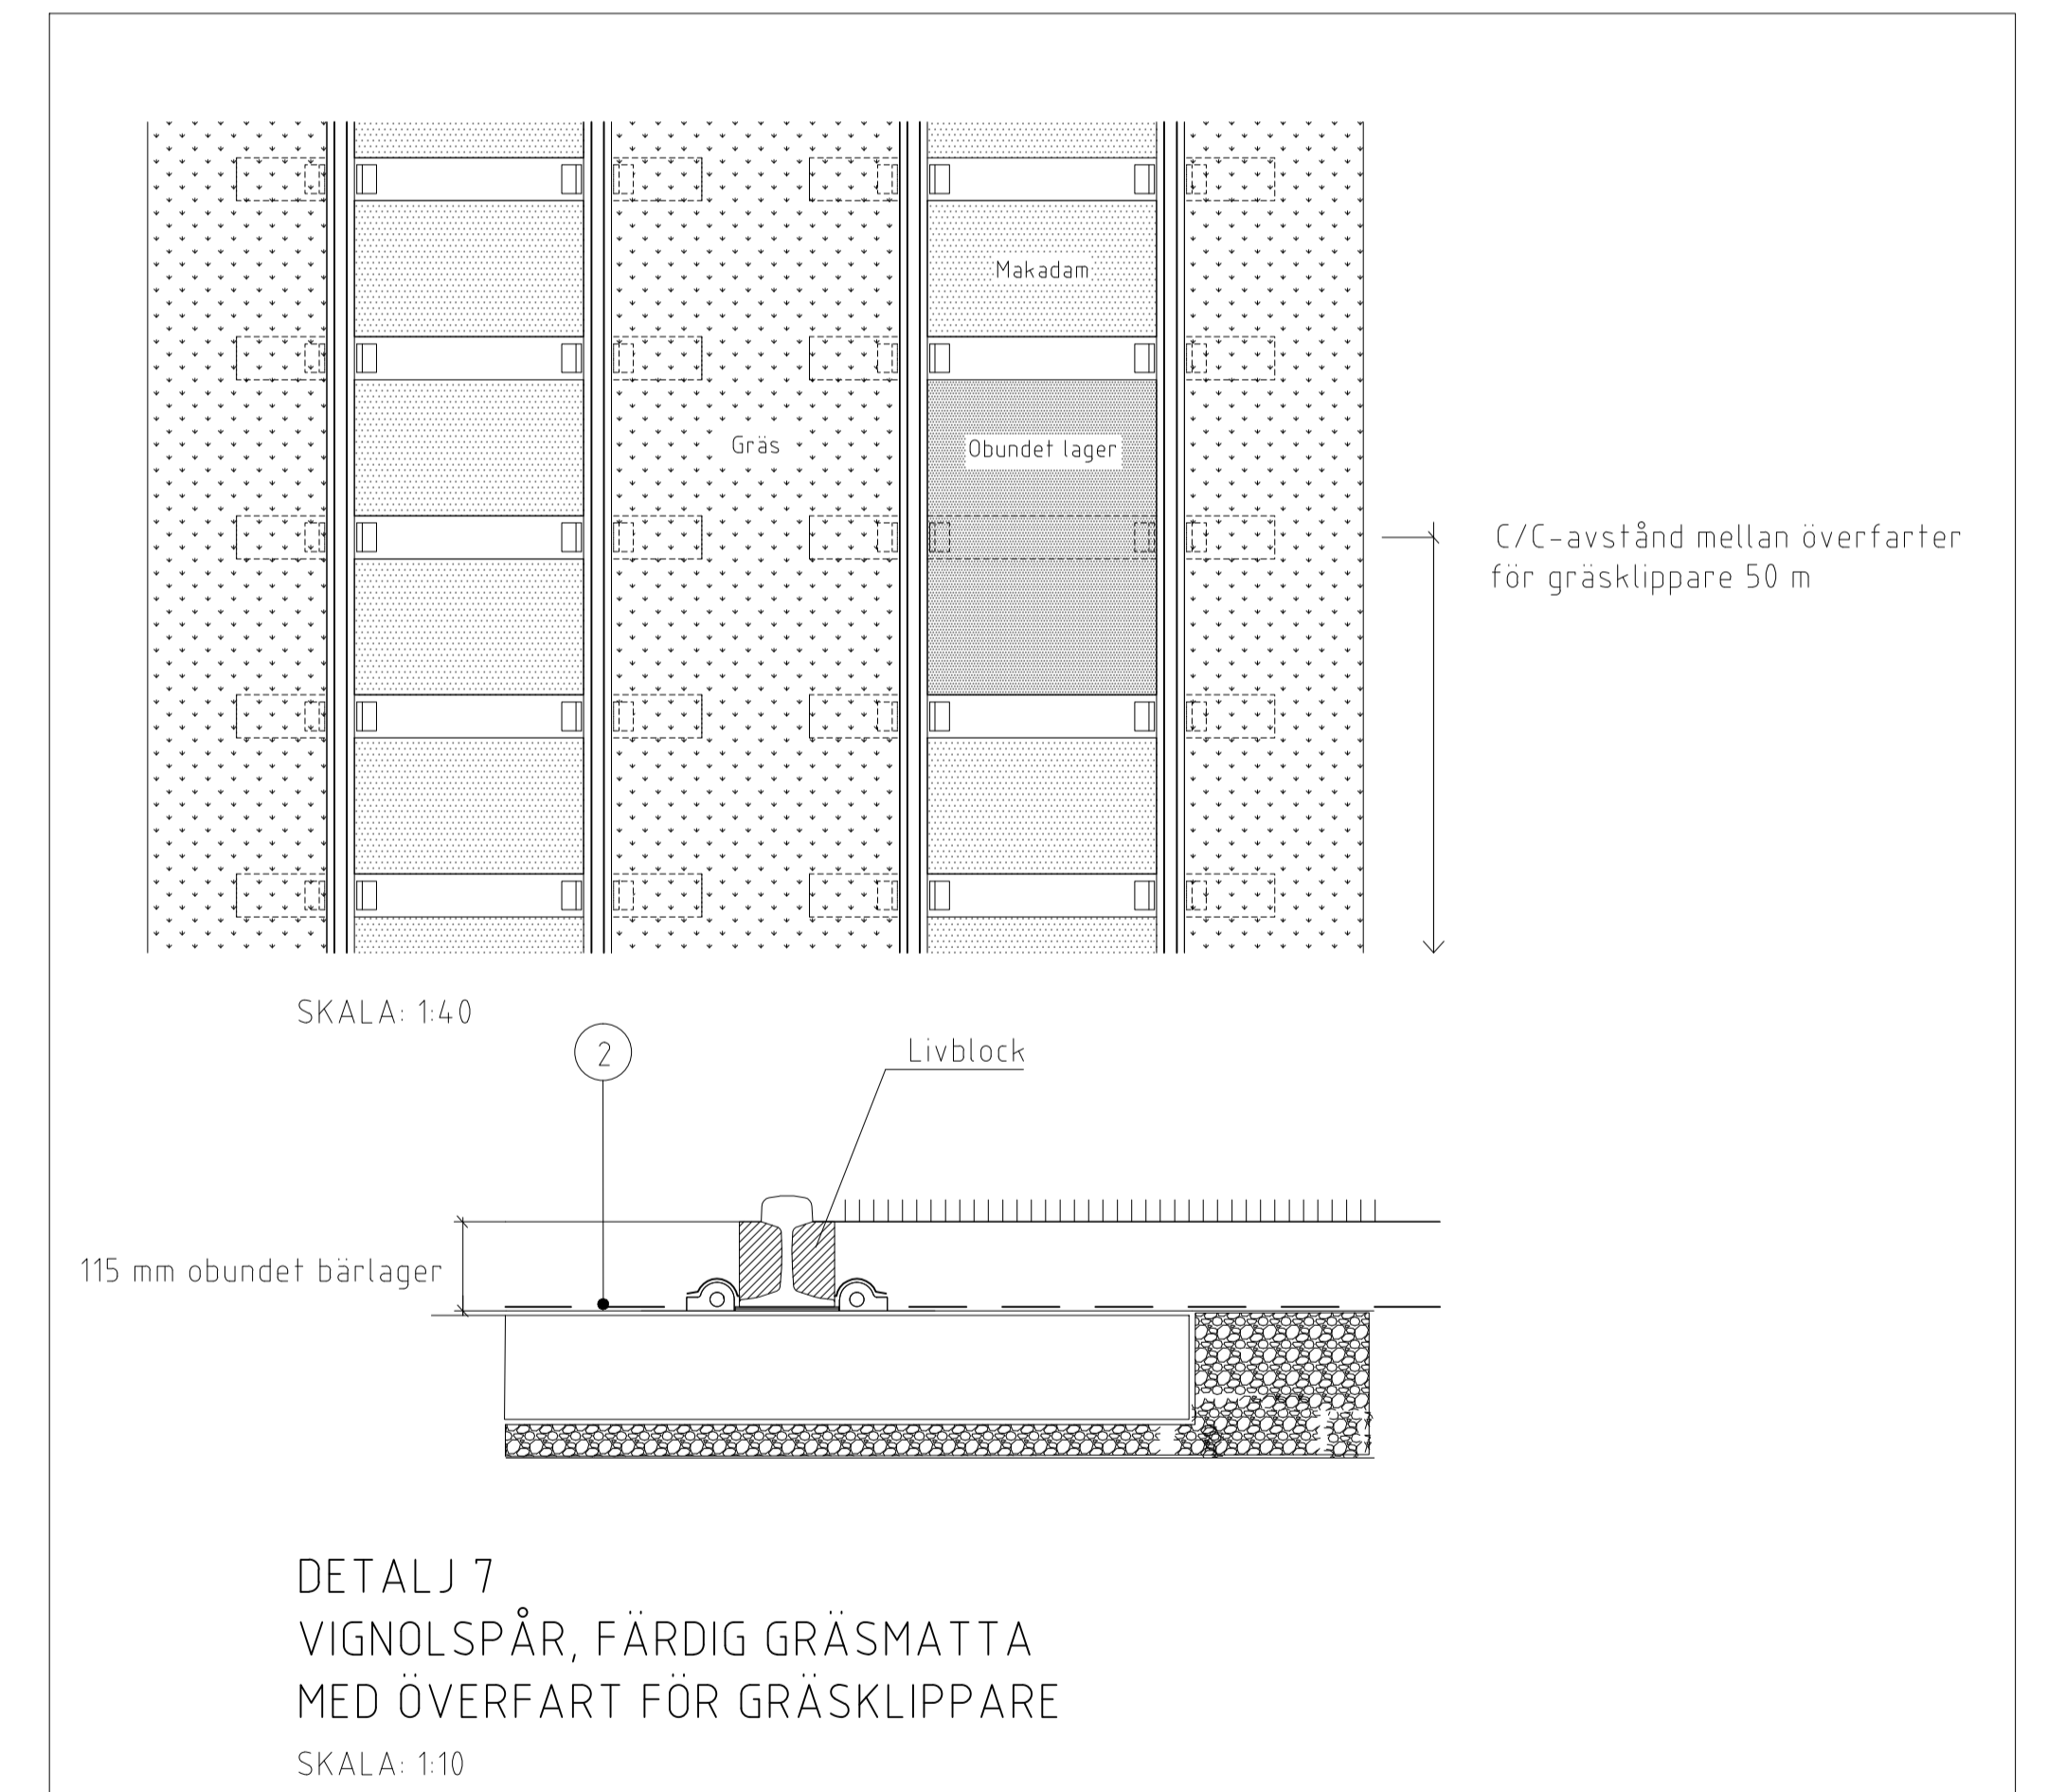 Makadam
Gräs
Obundet lager
C/C-avstånd mellan överfarter
för gräsklippare 50 m
SKALA: 1:40
2
Livblock
115 mm obundet bärlager
DETALJ 7
VIGNOLSPÅR, FÄRDIG GRÄSMATTA
MED ÖVERFART FÖR GRÄSKLIPPARE
SKALA: 1:10